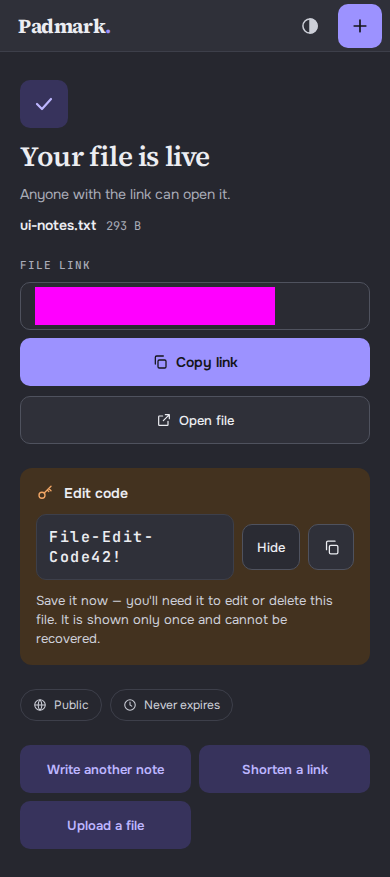 Padmark.
Your file is live
Anyone with the link can open it.
ui-notes.txt 293 B
FILE LINK
Copy link
Open file
Edit code
File-Edit-
Code42!
Hide
Save it now — you'll need it to edit or delete this
file. It is shown only once and cannot be
recovered.
Public
Never expires
Write another note
Shorten a link
Upload a file